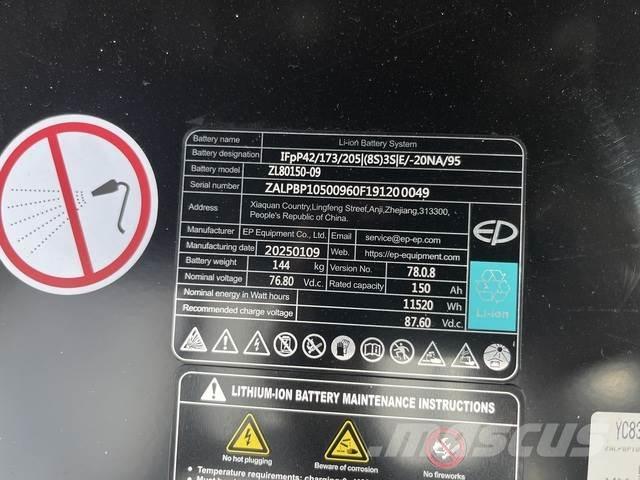 Battery name Li-ion Battery System
Battery designation IFpP42/173/205|(8S)3S|E/-20NA/95
Battery model ZL80150-09
Serial number ZALPBP10500960F191200049
Address Xiaquan Country,Lingfeng Street,Anji,Zhejiang,313300,
People's Republic of China.
Manufacturer EP Equipment Co., Ltd. Email service@ep-ep.com
Manufacturing date 20250109 Web. https://ep-equipment.com
Battery weight 144 kg Version No. 78.0.8
Nominal voltage 76.80 Vd.c. Rated capacity 150 Ah
Nominal energy in Watt hours 11520 Wh
Recommended charge voltage 87.60 Vd.c.
EP
Li-ion
LITHIUM-ION BATTERY MAINTENANCE INSTRUCTIONS
No hot plugging Beware of corrosion No fireworks
YC83
mascus